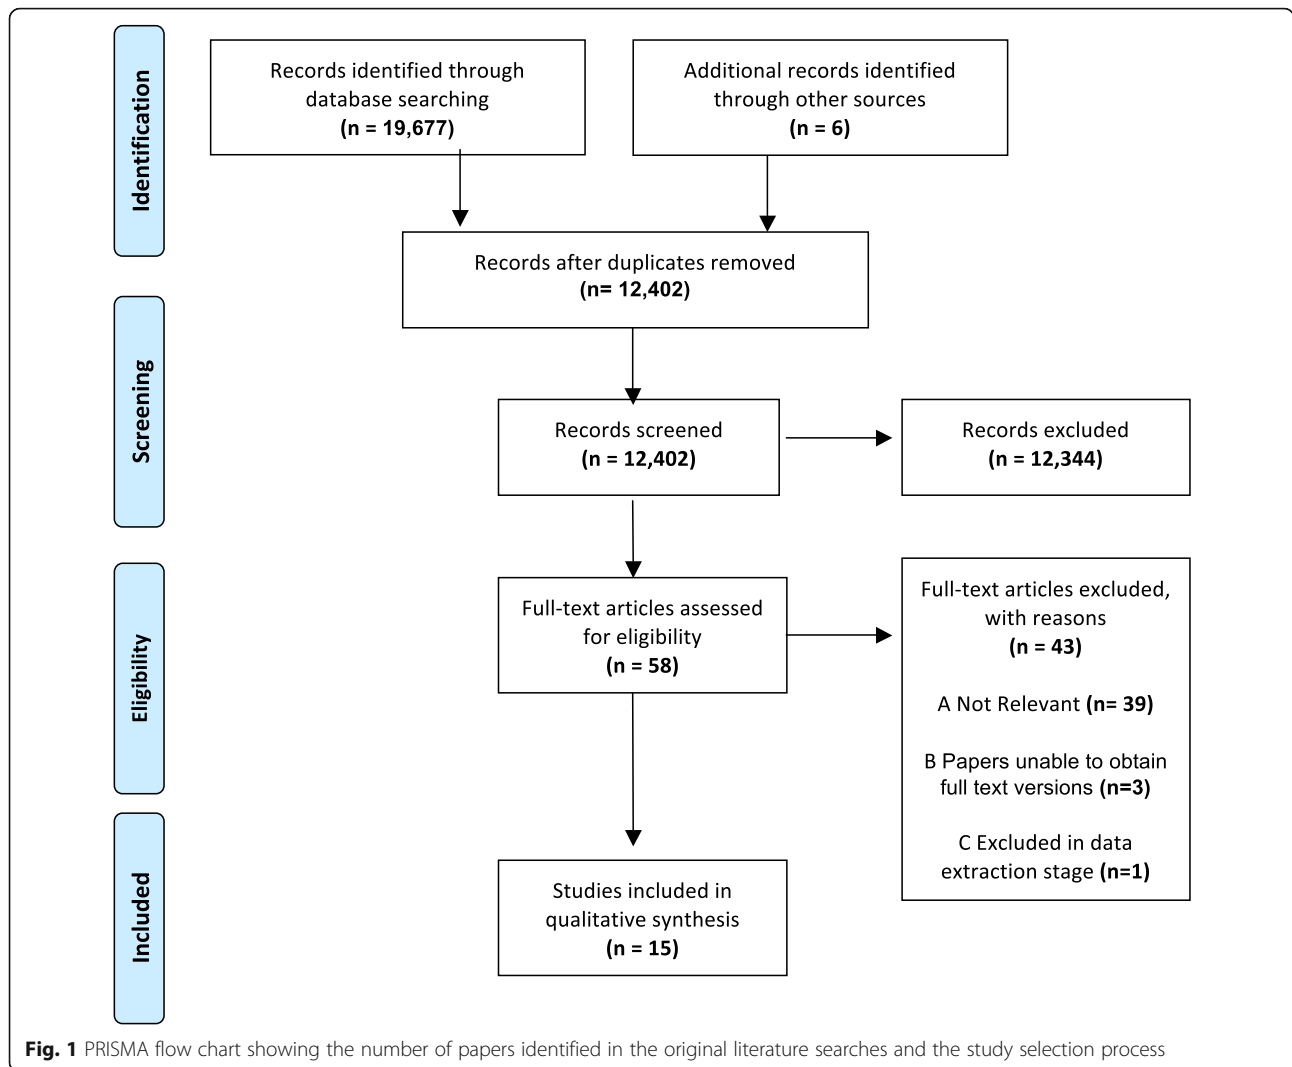 Identification
Records identified through
database searching
(n = 19,677)
Additional records identified
through other sources
(n = 6)
Records after duplicates removed
(n= 12,402)
Screening
Records screened
(n = 12,402)
Records excluded
(n = 12,344)
Eligibility
Full-text articles assessed
for eligibility
(n = 58)
Full-text articles excluded,
with reasons
(n = 43)
A Not Relevant (n= 39)
B Papers unable to obtain
full text versions (n=3)
C Excluded in data
extraction stage (n=1)
Included
Studies included in
qualitative synthesis
(n = 15)
Fig. 1 PRISMA flow chart showing the number of papers identified in the original literature searches and the study selection process